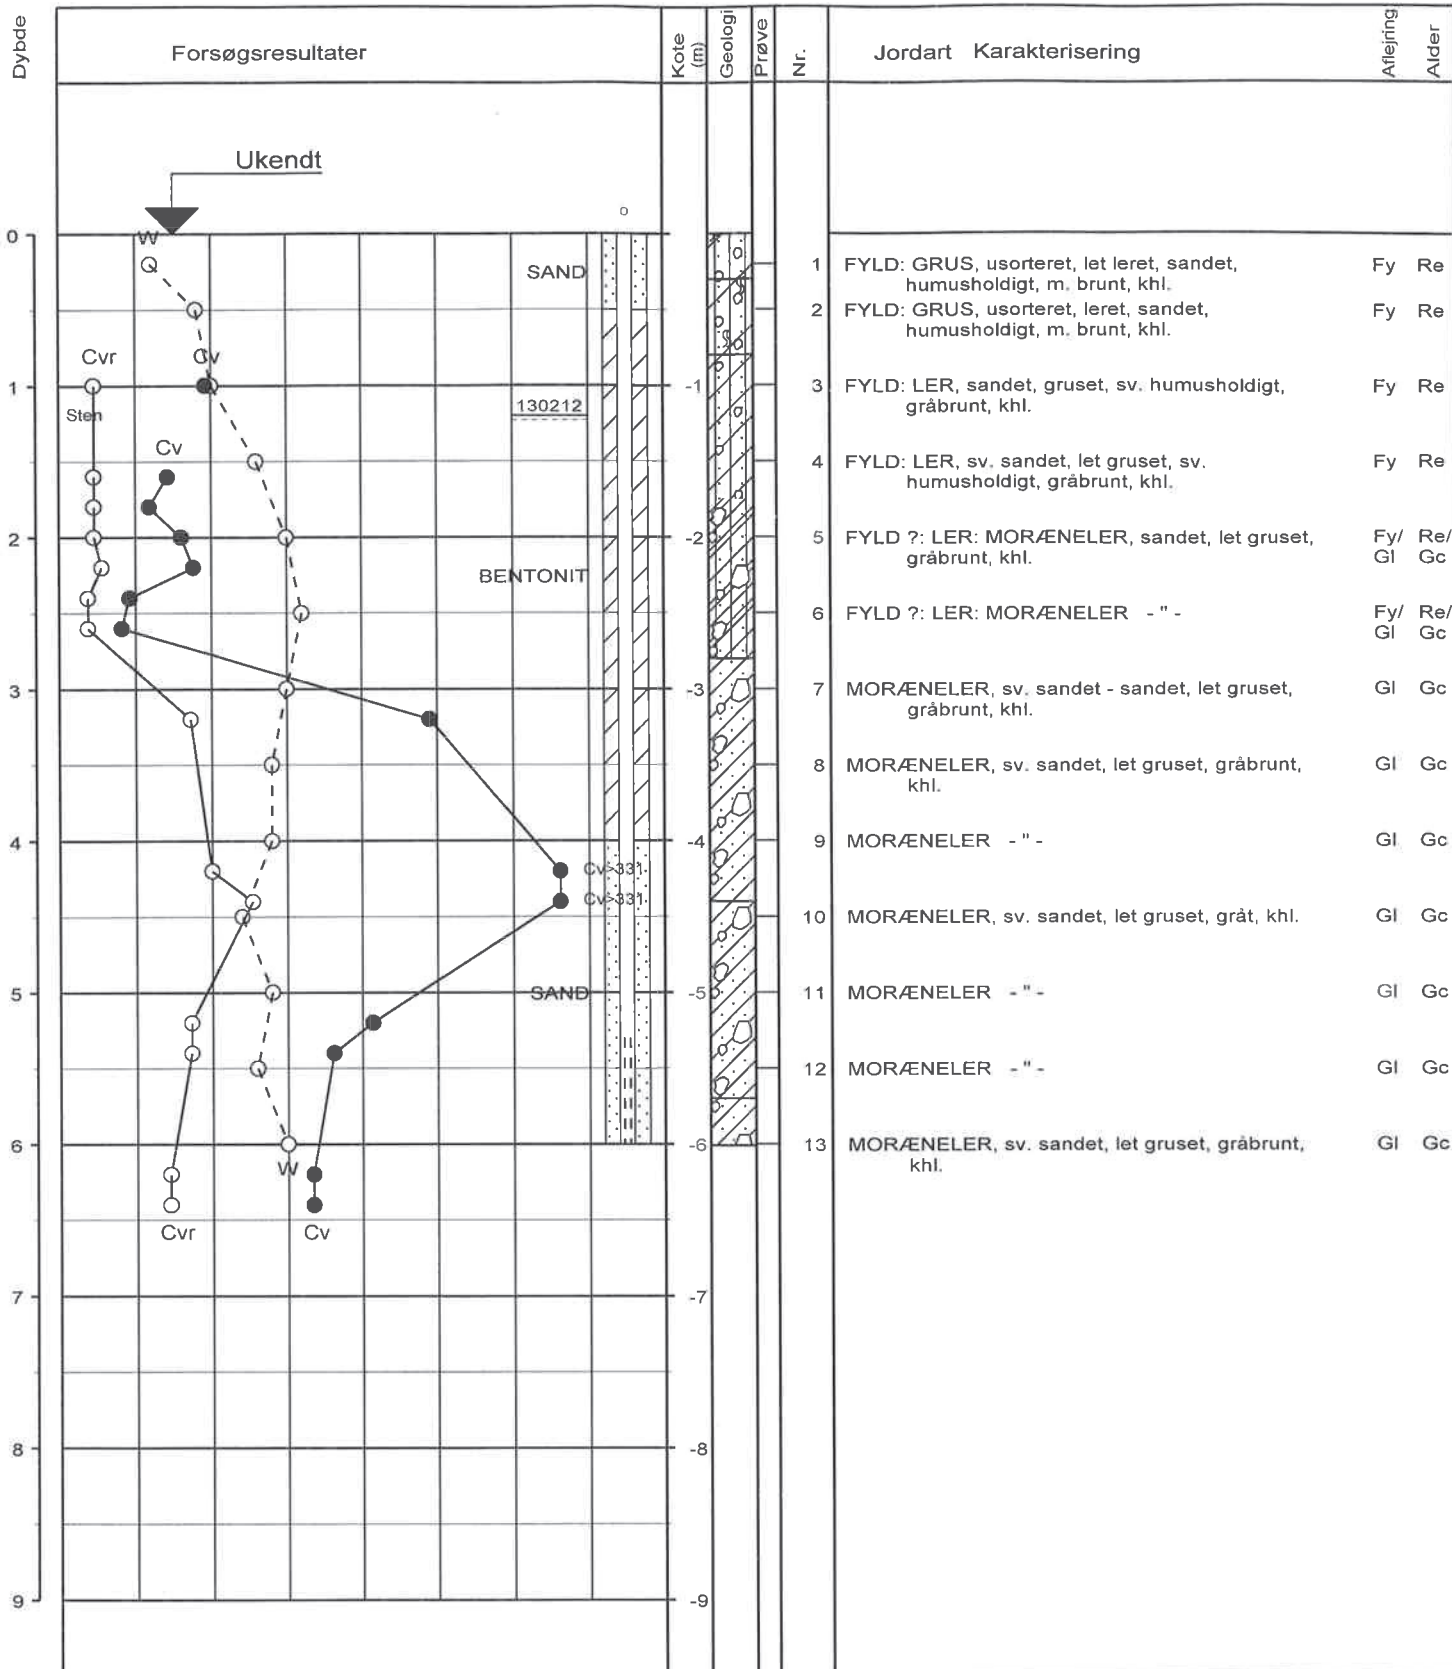 Dybde
Forsøgsresultater
Kote (m)
Geologi
Prøve
Nr.
Jordart Karakterisering
Aflejring
Alder
Ukendt
W
0
SAND
1 FYLD: GRUS, usorteret, let leret, sandet, Fy Re
humusholdigt, m. brunt, khl.
2 FYLD: GRUS, usorteret, leret, sandet, Fy Re
humusholdigt, m. brunt, khl.
Cvr Cv
1 -1 3 FYLD: LER, sandet, gruset, sv. humusholdigt, Fy Re
gråbrunt, khl.
Sten 130212
Cv
4 FYLD: LER, sv. sandet, let gruset, sv. Fy Re
humusholdigt, gråbrunt, khl.
2 -2 5 FYLD ?: LER: MORÆNELER, sandet, let gruset, Fy/ Re/
gråbrunt, khl. Gl Gc
BENTONIT
6 FYLD ?: LER: MORÆNELER - " - Fy/ Re/
Gl Gc
3 -3 7 MORÆNELER, sv. sandet - sandet, let gruset, Gl Gc
gråbrunt, khl.
8 MORÆNELER, sv. sandet, let gruset, gråbrunt, Gl Gc
khl.
4 -4 9 MORÆNELER - " - Gl Gc
Cv>331
Cv>331
10 MORÆNELER, sv. sandet, let gruset, gråt, khl. Gl Gc
5 SAND -5 11 MORÆNELER - " - Gl Gc
12 MORÆNELER - " - Gl Gc
6 -6 13 MORÆNELER, sv. sandet, let gruset, gråbrunt, Gl Gc
khl.
W
Cvr Cv
7 -7
8 -8
9 -9